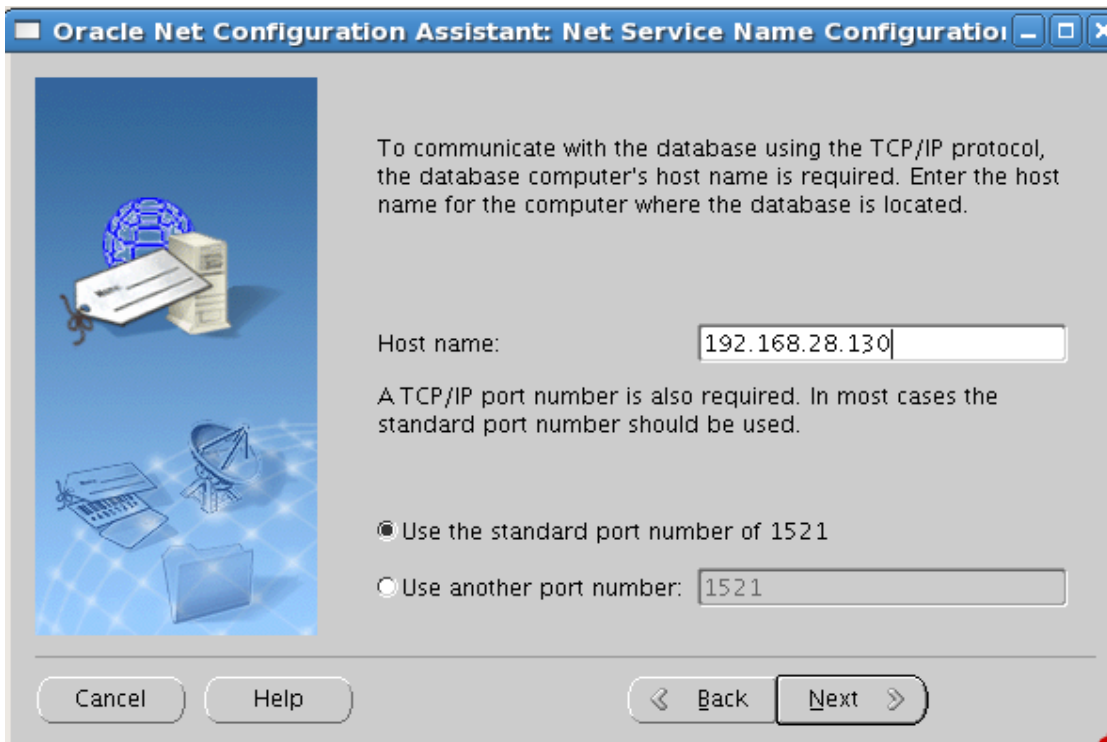 Oracle Net Configuration Assistant: Net Service Name Configuration
To communicate with the database using the TCP/IP protocol,
the database computer's host name is required. Enter the host
name for the computer where the database is located.
Host name: 192.168.28.130
A TCP/IP port number is also required. In most cases the
standard port number should be used.
Use the standard port number of 1521
Use another port number: 1521
Cancel Help Back Next